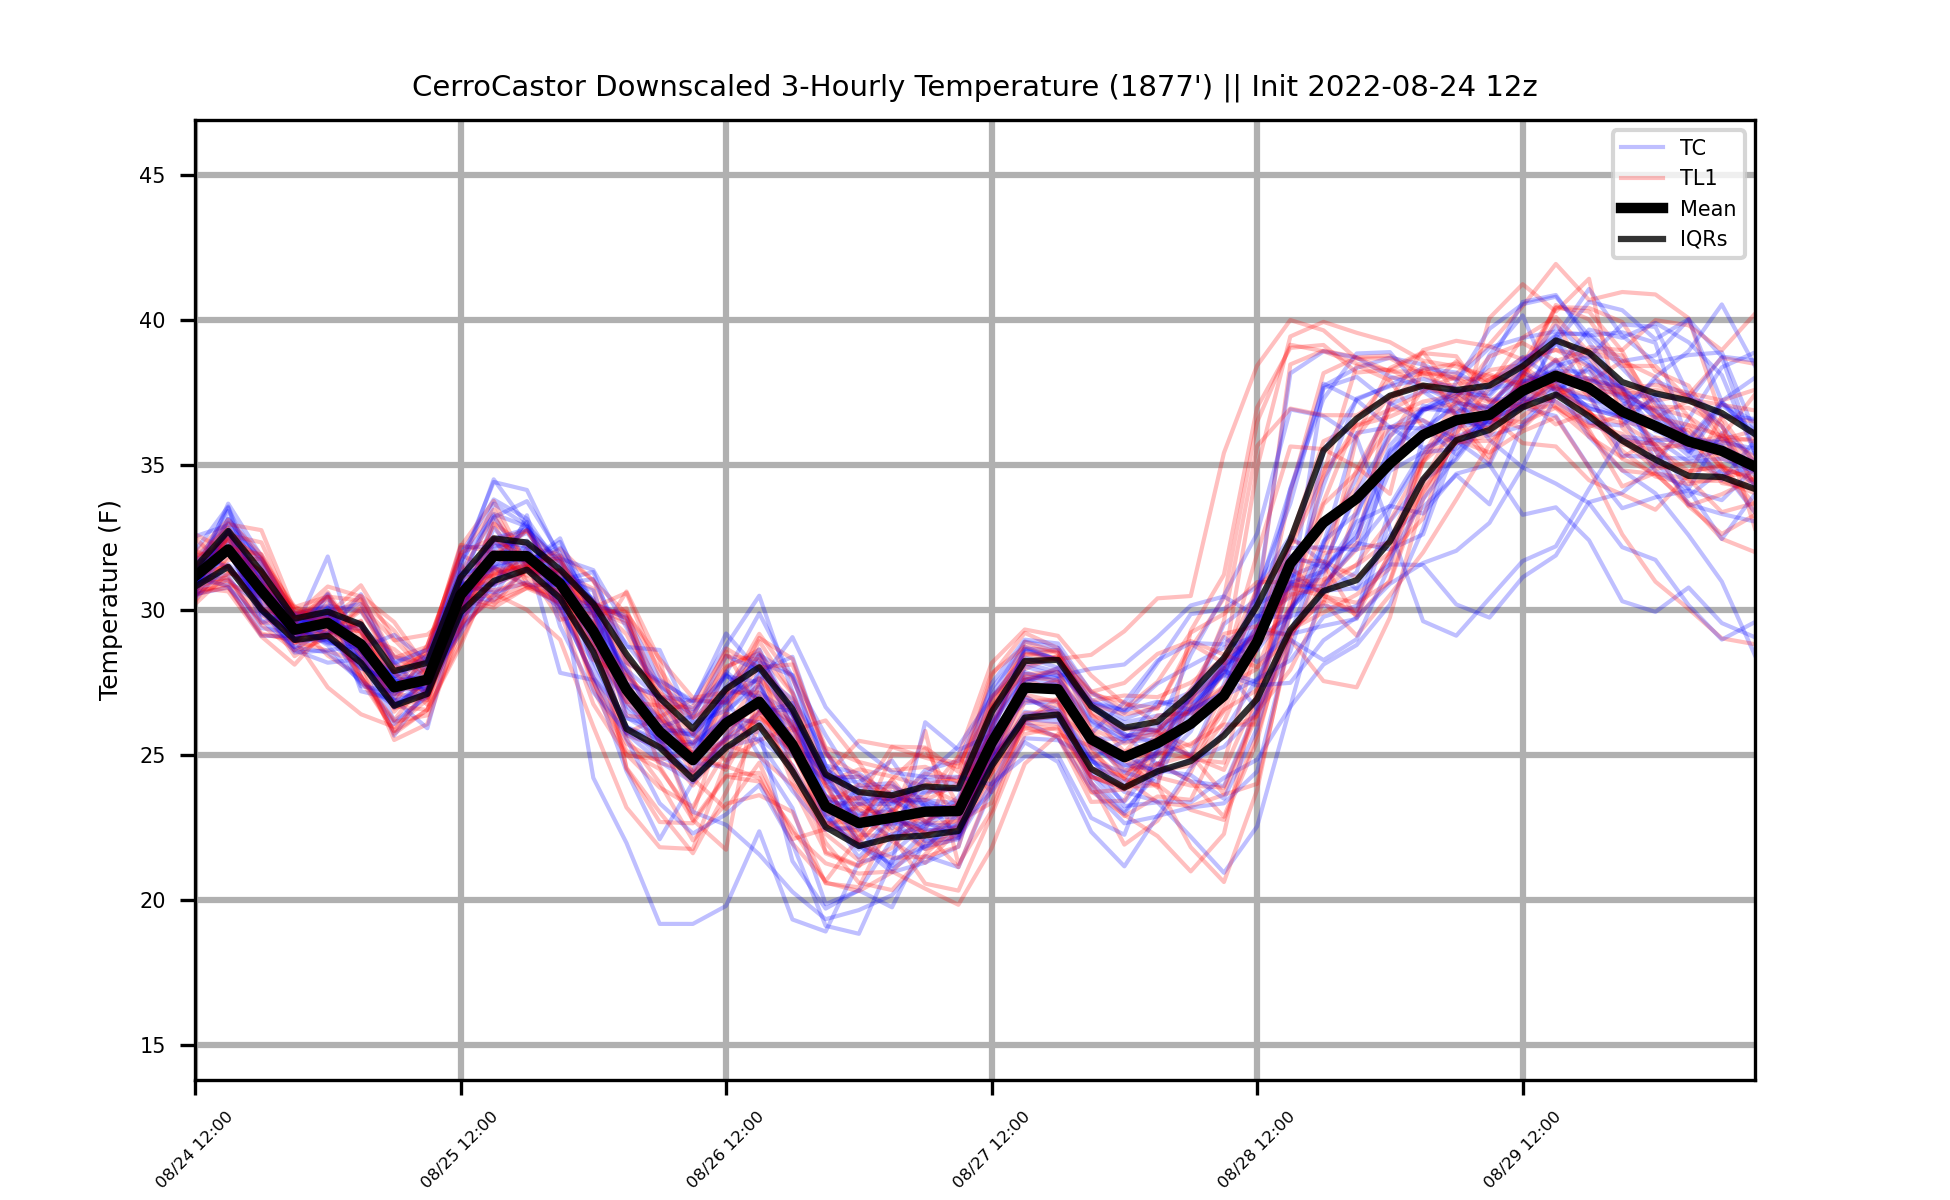 CerroCastor Downscaled 3-Hourly Temperature (1877') || Init 2022-08-24 12z
TC
TL1
Mean
IQRs
Temperature (F)
45
40
35
30
25
20
15
08/24 12:00
08/25 12:00
08/26 12:00
08/27 12:00
08/28 12:00
08/29 12:00